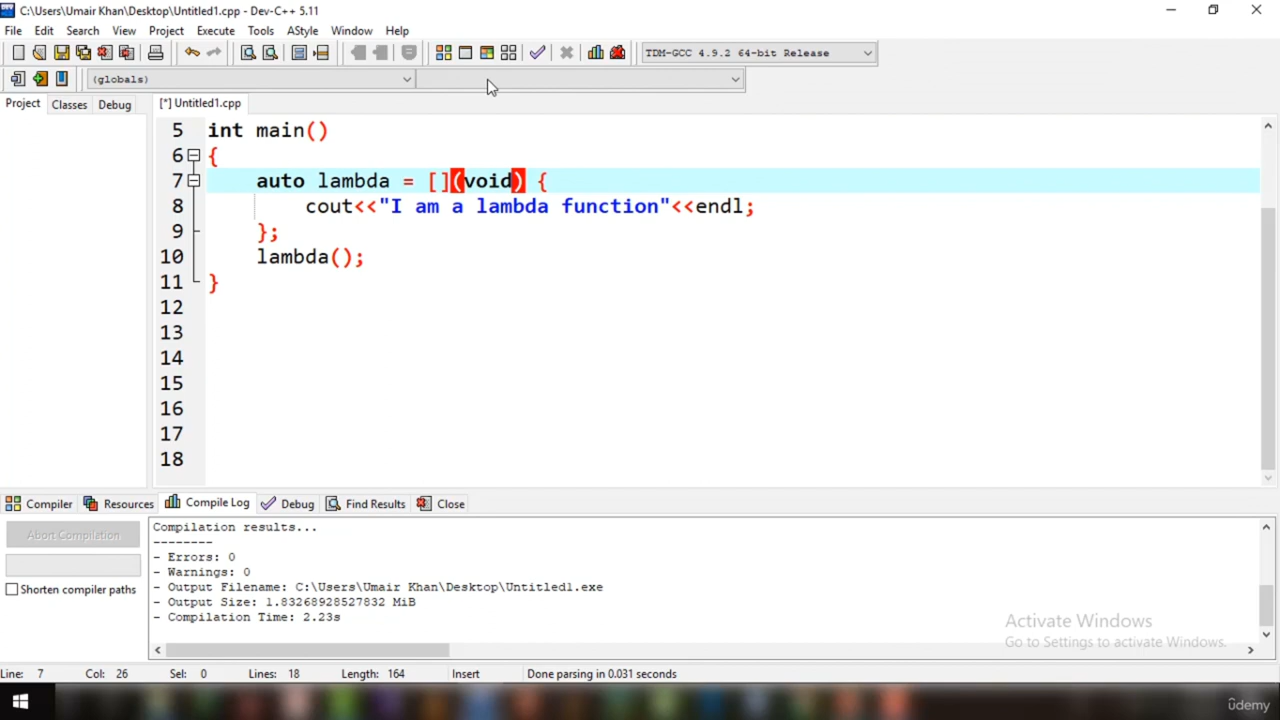 C:\Users\Umair Khan\Desktop\Untitled1.cpp - Dev-C++ 5.11
File Edit Search View Project Execute Tools AStyle Window Help
TDM-GCC 4.9.2 64-bit Release
(globals)
Project Classes Debug [*] Untitled1.cpp
5 int main()
6 {
7 auto lambda = [](void) {
8 cout<<"I am a lambda function"<<endl;
9 };
10 lambda();
11 }
12
13
14
15
16
17
18
Compiler Resources Compile Log Debug Find Results Close
Abort Compilation
Shorten compiler paths
Compilation results...
--------
- Errors: 0
- Warnings: 0
- Output Filename: C:\Users\Umair Khan\Desktop\Untitled1.exe
- Output Size: 1.83268928527832 MiB
- Compilation Time: 2.23s
Activate Windows
Go to Settings to activate Windows.
Line: 7 Col: 26 Sel: 0 Lines: 18 Length: 164 Insert Done parsing in 0.031 seconds
ûdemy